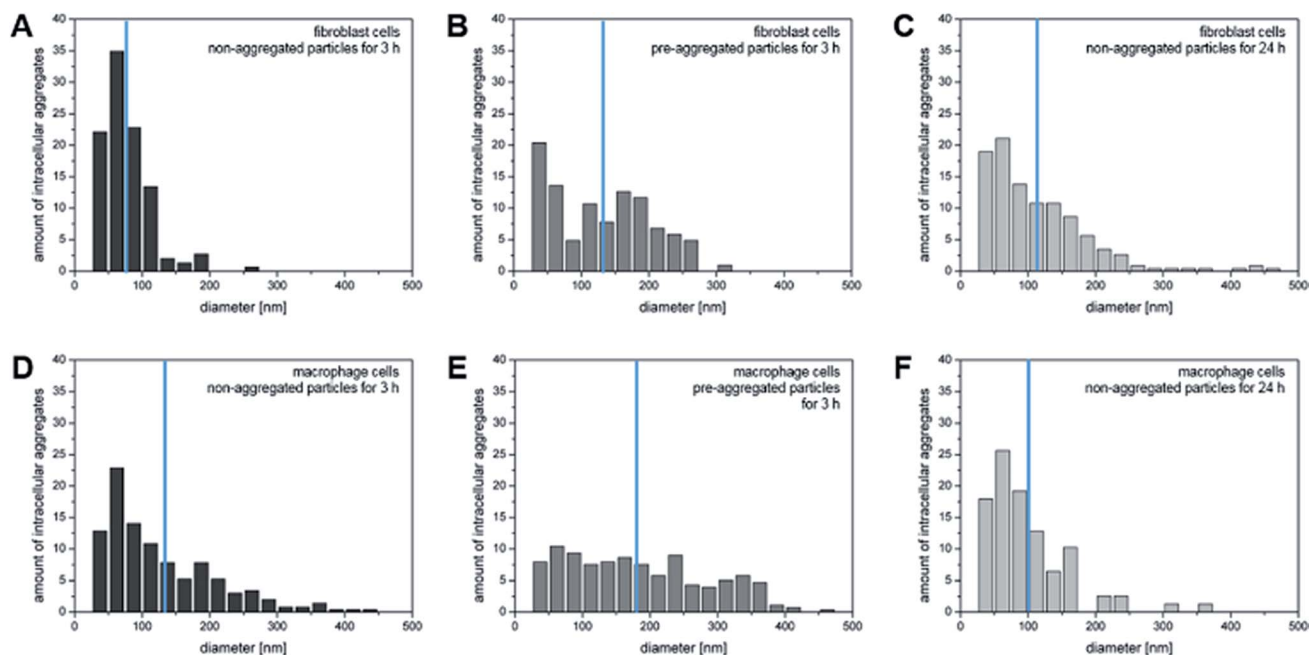 A
fibroblast cells
non-aggregated particles for 3 h
amount of intracellular aggregates
40
35
30
25
20
15
10
5
0
0 100 200 300 400 500
diameter [nm]
B
fibroblast cells
pre-aggregated particles for 3 h
amount of intracellular aggregates
40
35
30
25
20
15
10
5
0
0 100 200 300 400 500
diameter [nm]
C
fibroblast cells
non-aggregated particles for 24 h
amount of intracellular aggregates
40
35
30
25
20
15
10
5
0
0 100 200 300 400 500
diameter [nm]
D
macrophage cells
non-aggregated particles for 3 h
amount of intracellular aggregates
40
35
30
25
20
15
10
5
0
0 100 200 300 400 500
diameter [nm]
E
macrophage cells
pre-aggregated particles
for 3 h
amount of intracellular aggregates
40
35
30
25
20
15
10
5
0
0 100 200 300 400 500
diameter [nm]
F
macrophage cells
non-aggregated particles for 24 h
amount of intracellular aggregates
40
35
30
25
20
15
10
5
0
0 100 200 300 400 500
diameter [nm]